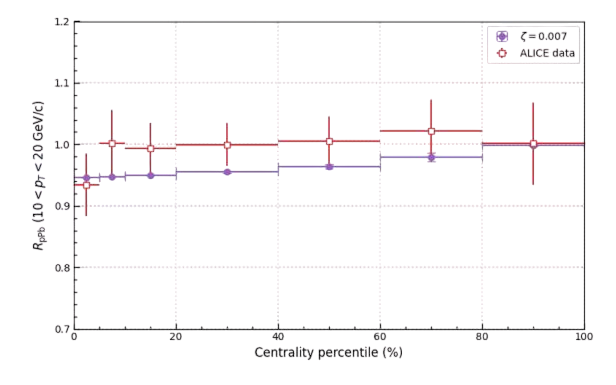 1.2
1.1
1.0
0.9
0.8
0.7
0 20 40 60 80 100
R_pPb (10 < p_T < 20 GeV/c)
Centrality percentile (%)
ζ = 0.007
ALICE data